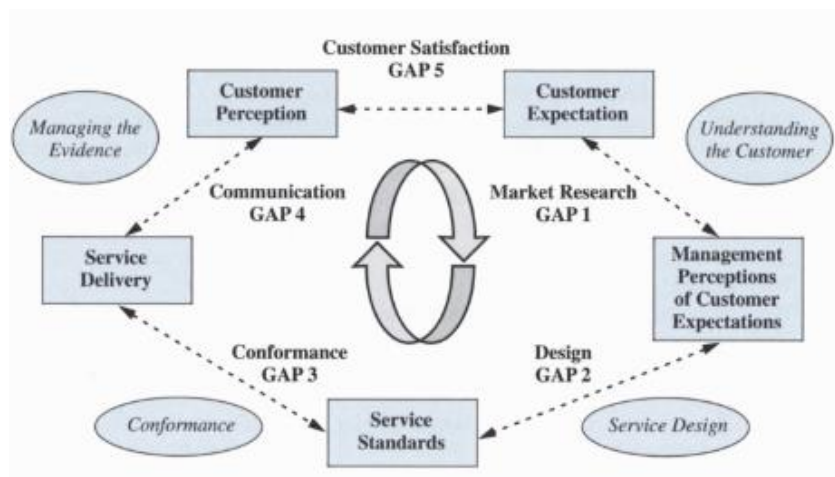 Customer Satisfaction
GAP 5
Customer
Perception
Customer
Expectation
Managing the
Evidence
Understanding
the Customer
Communication
GAP 4
Market Research
GAP 1
Service
Delivery
Management
Perceptions
of Customer
Expectations
Conformance
GAP 3
Design
GAP 2
Conformance
Service
Standards
Service Design